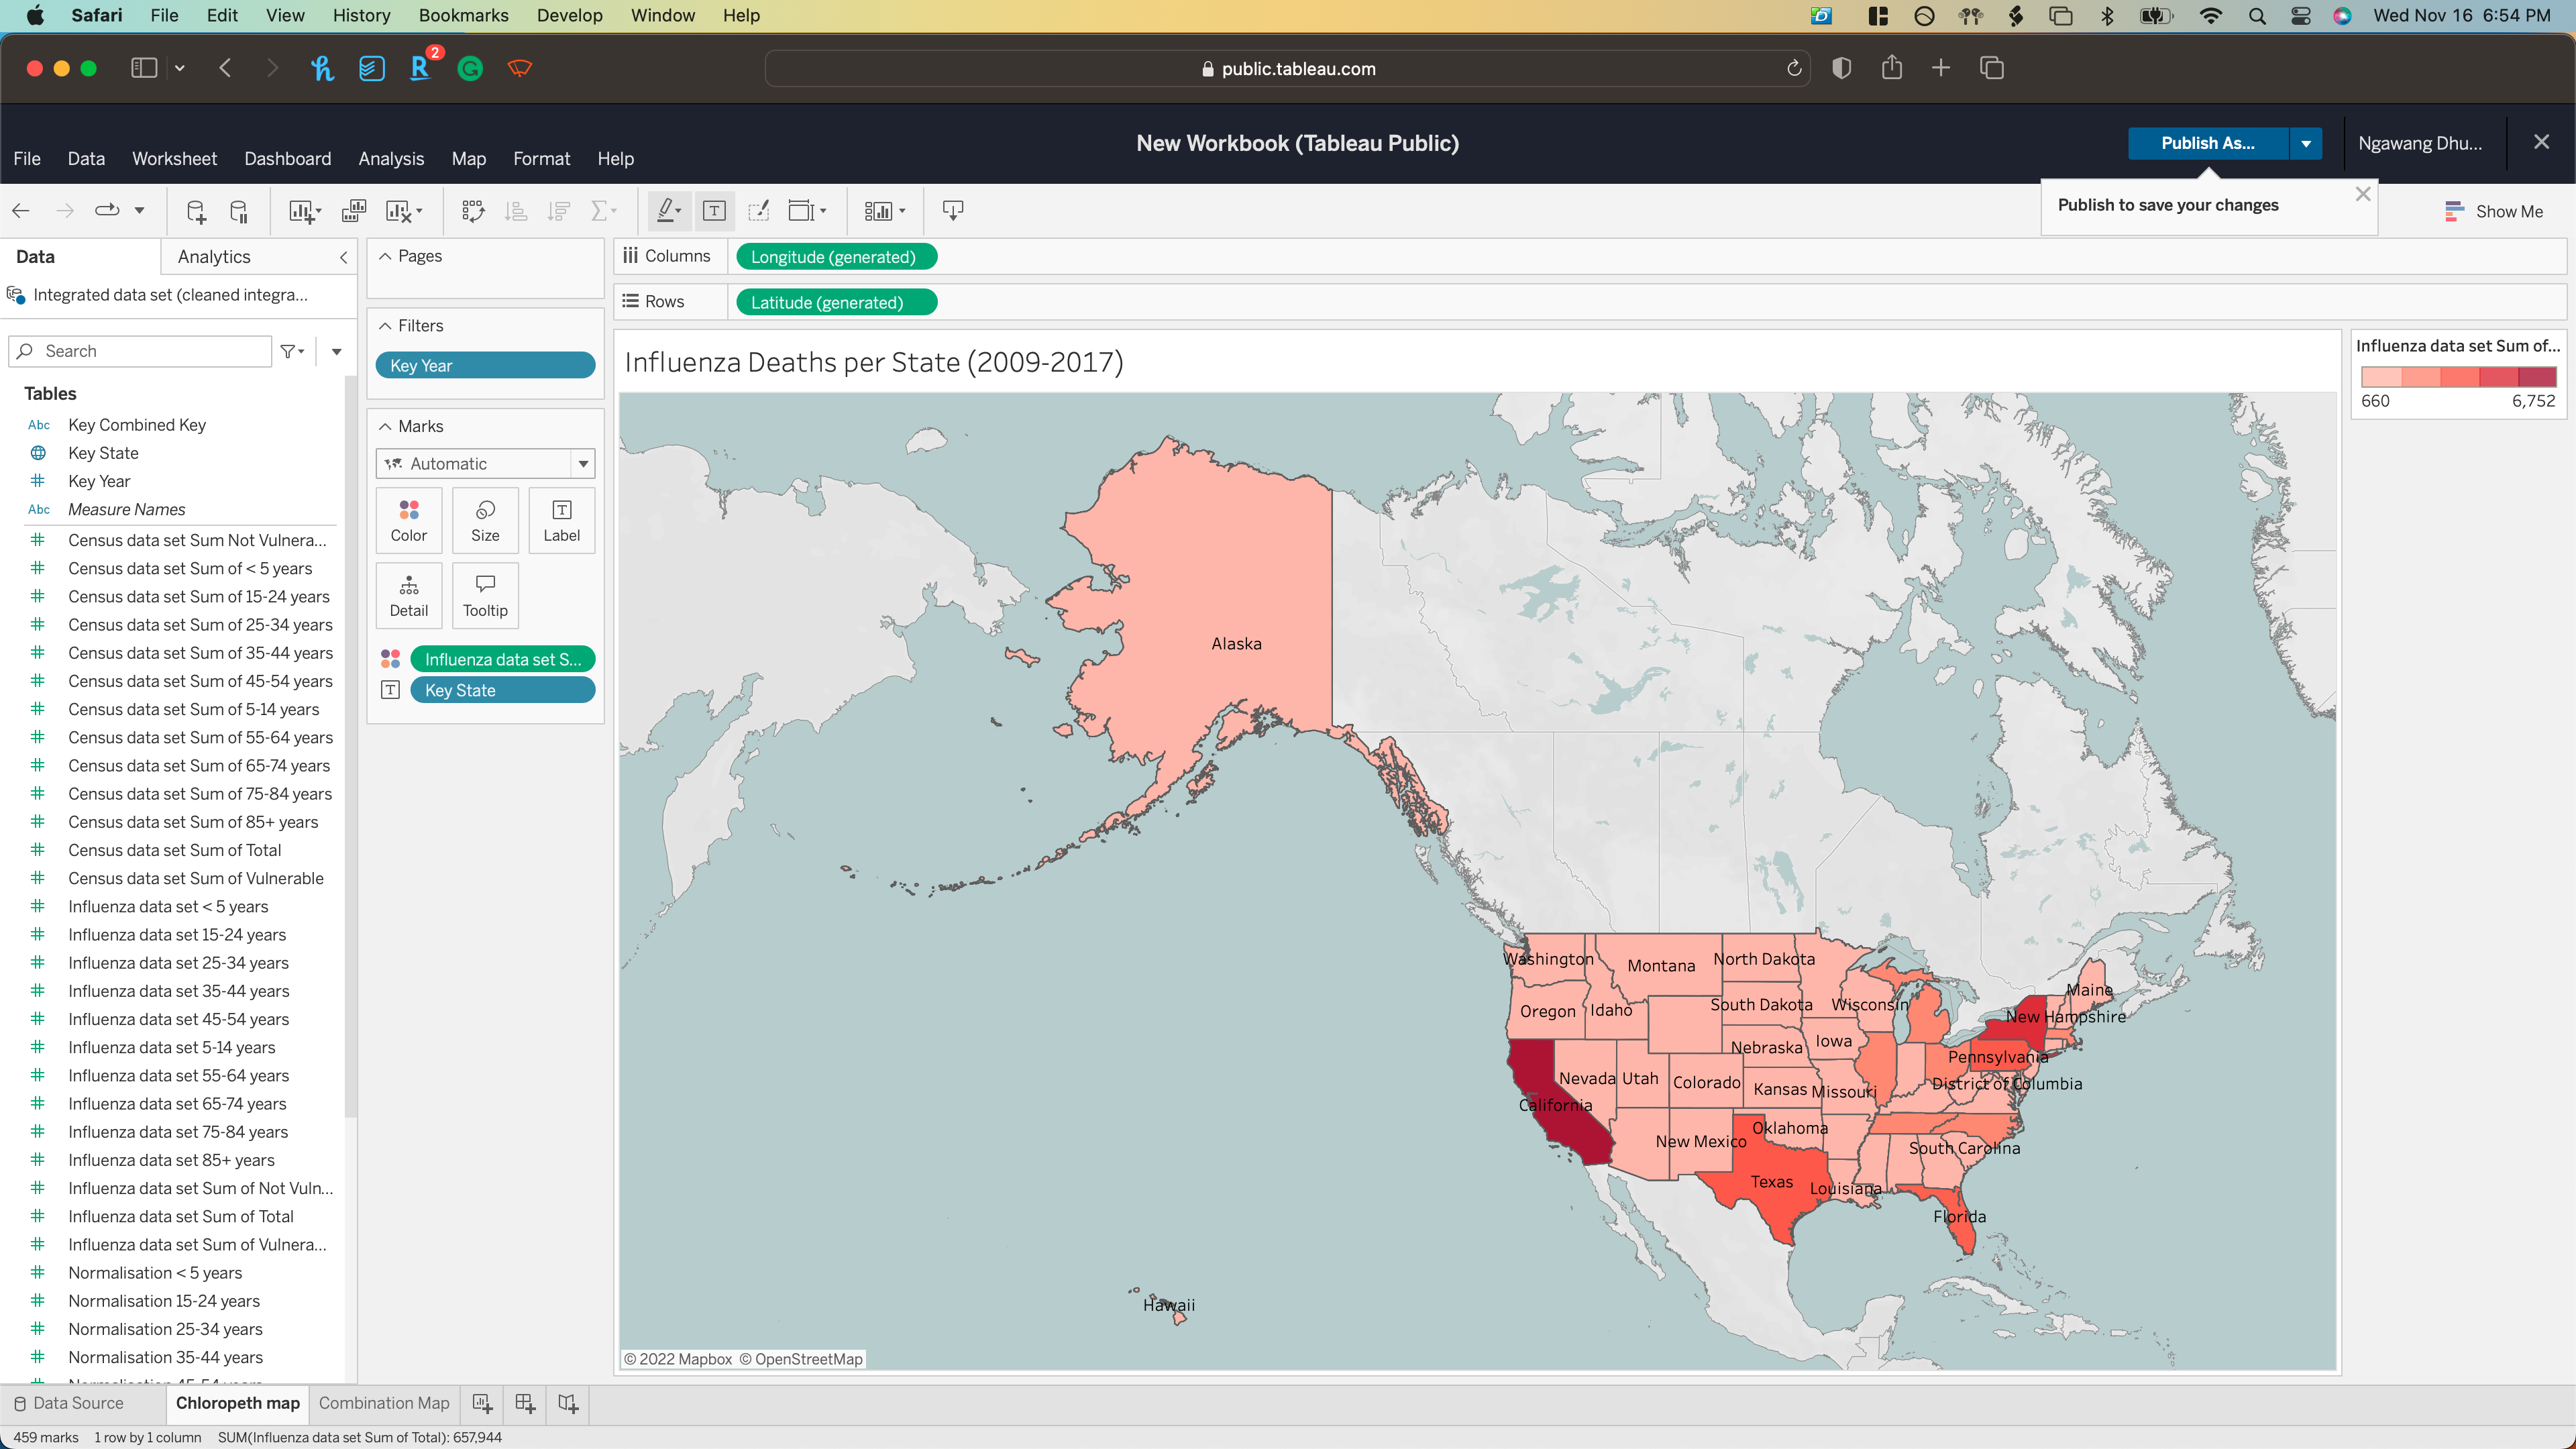 Safari File Edit View History Bookmarks Develop Window Help Wed Nov 16 6:54 PM
2
public.tableau.com
New Workbook (Tableau Public)
Publish As...
Ngawang Dhu...
File Data Worksheet Dashboard Analysis Map Format Help
Publish to save your changes
Show Me
Data Analytics
Pages
Columns Longitude (generated)
Integrated data set (cleaned integra...
Rows Latitude (generated)
Filters
Key Year
Search
Influenza Deaths per State (2009-2017)
Influenza data set Sum of...
660 6,752
Tables
Abc Key Combined Key
Key State
Key Year
Abc Measure Names
Census data set Sum Not Vulnera...
Census data set Sum of < 5 years
Census data set Sum of 15-24 years
Census data set Sum of 25-34 years
Census data set Sum of 35-44 years
Census data set Sum of 45-54 years
Census data set Sum of 5-14 years
Census data set Sum of 55-64 years
Census data set Sum of 65-74 years
Census data set Sum of 75-84 years
Census data set Sum of 85+ years
Census data set Sum of Total
Census data set Sum of Vulnerable
Influenza data set < 5 years
Influenza data set 15-24 years
Influenza data set 25-34 years
Influenza data set 35-44 years
Influenza data set 45-54 years
Influenza data set 5-14 years
Influenza data set 55-64 years
Influenza data set 65-74 years
Influenza data set 75-84 years
Influenza data set 85+ years
Influenza data set Sum of Not Vuln...
Influenza data set Sum of Total
Influenza data set Sum of Vulnera...
Normalisation < 5 years
Normalisation 15-24 years
Normalisation 25-34 years
Normalisation 35-44 years
Marks
Automatic
Color Size Label
Detail Tooltip
Influenza data set S...
Key State
Alaska
Washington
Montana
North Dakota
Maine
Oregon
Idaho
South Dakota
Wisconsin
New Hampshire
Nebraska
Iowa
Pennsylvania
Nevada
Utah
Colorado
Kansas
Missouri
District of Columbia
California
New Mexico
Oklahoma
South Carolina
Texas
Louisiana
Florida
Hawaii
© 2022 Mapbox © OpenStreetMap
Data Source Chloropeth map Combination Map
459 marks 1 row by 1 column SUM(Influenza data set Sum of Total): 657,944